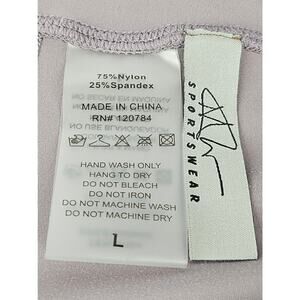 75%Nylon
25%Spandex
MADE IN CHINA
RN# 120784
HAND WASH ONLY
HANG TO DRY
DO NOT BLEACH
DO NOT IRON
DO NOT MACHINE WASH
DO NOT MACHINE DRY
L
SPORTSWEAR